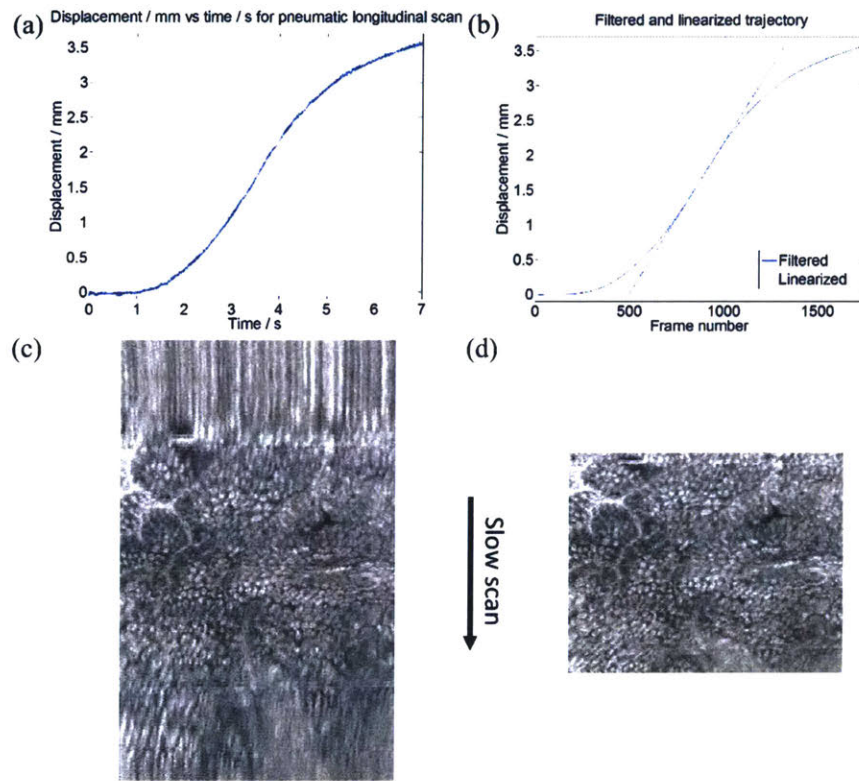 (a) Displacement / mm vs time / s for pneumatic longitudinal scan
3.5
3
2.5
2
1.5
1
0.5
0
Displacement / mm
0 1 2 3 4 5 6 7
Time / s
(b) Filtered and linearized trajectory
3.5
3
2.5
2
1.5
1
0.5
0
Displacement / mm
Filtered
Linearized
0 500 1000 1500
Frame number
(c)
(d)
Slow scan